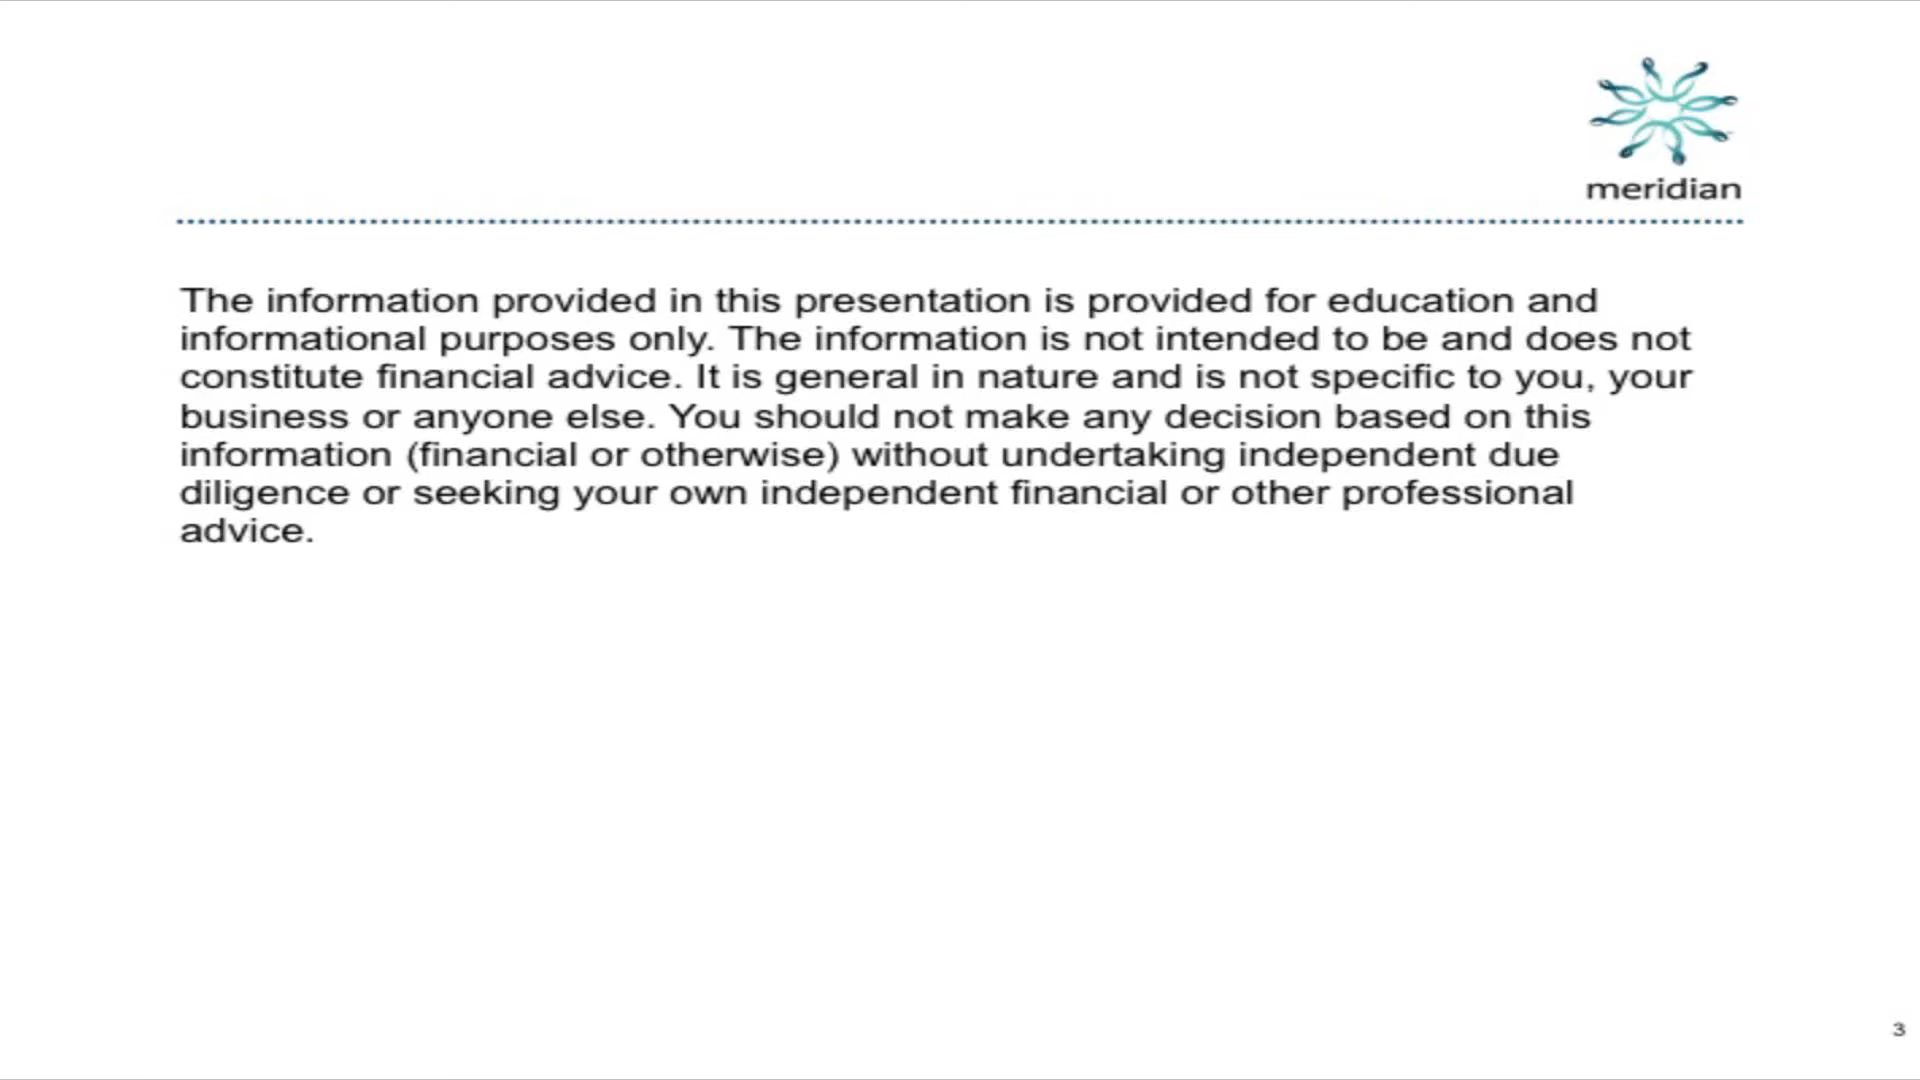 meridian
The information provided in this presentation is provided for education and
informational purposes only. The information is not intended to be and does not
constitute financial advice. It is general in nature and is not specific to you, your
business or anyone else. You should not make any decision based on this
information (financial or otherwise) without undertaking independent due
diligence or seeking your own independent financial or other professional
advice.
3